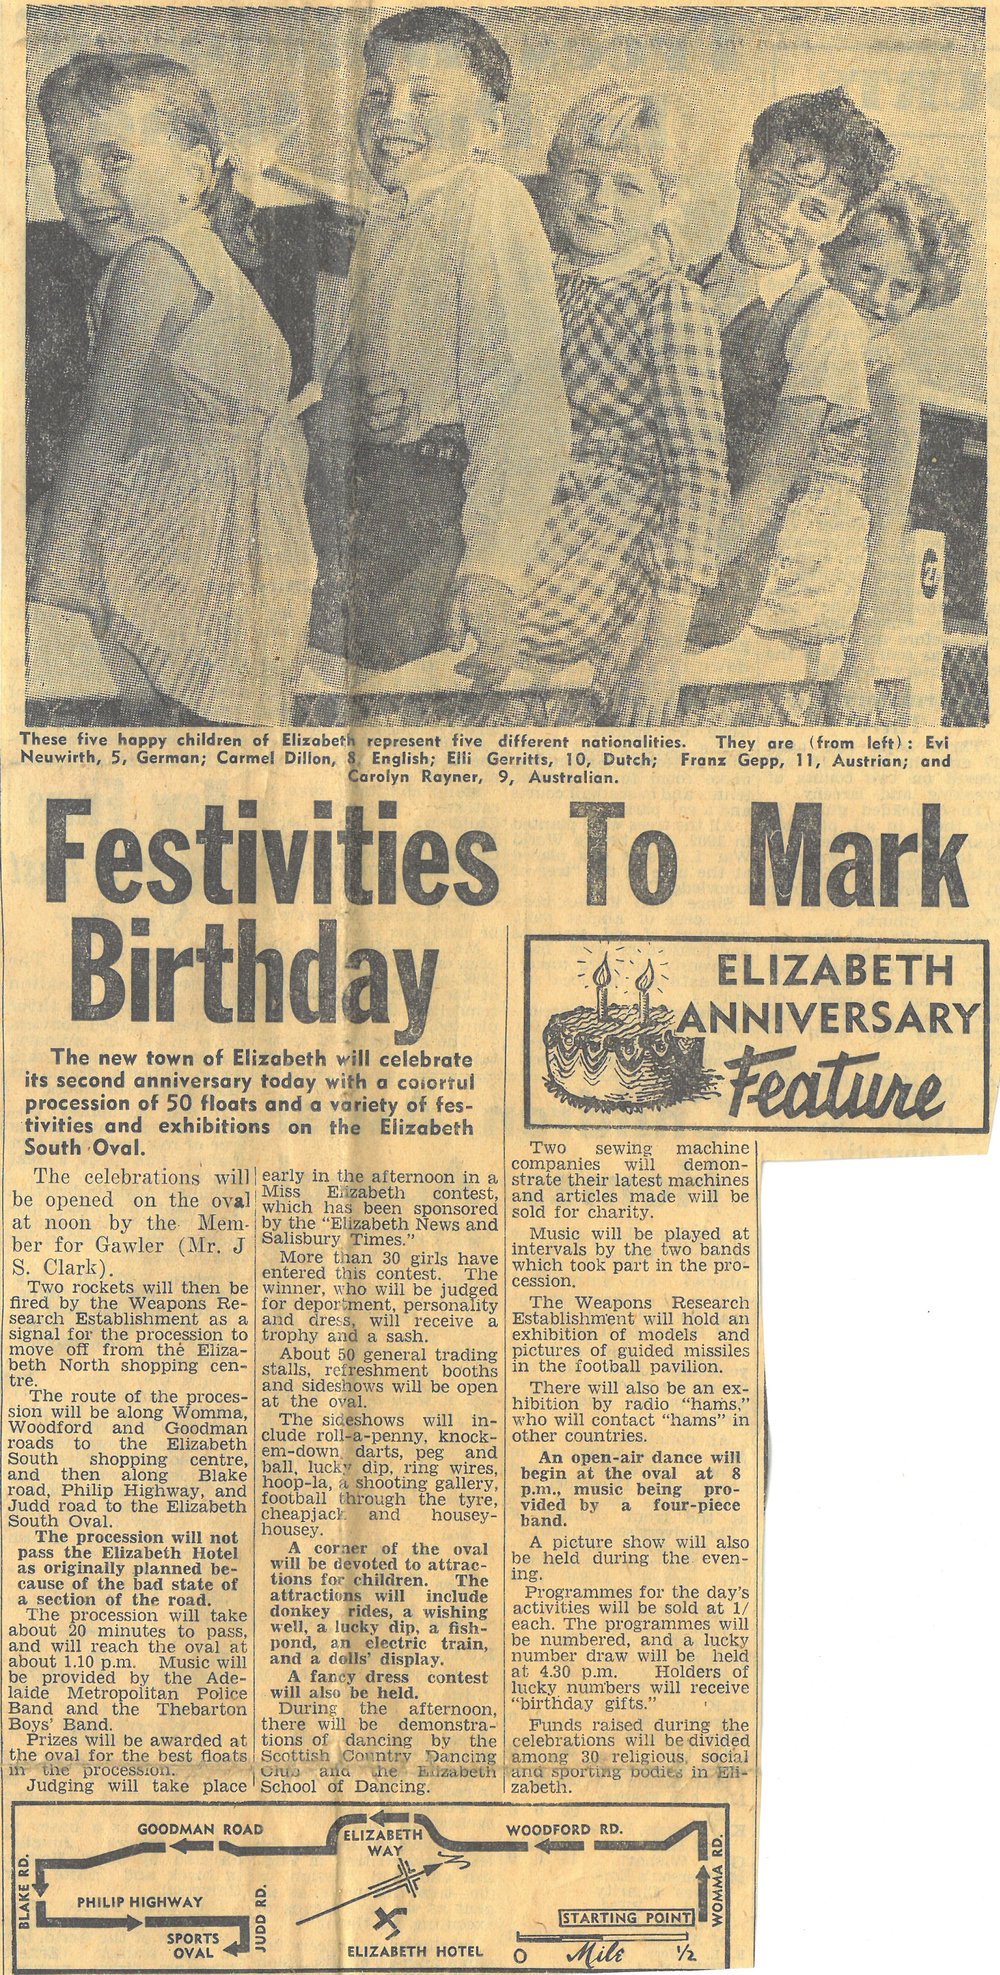 These five happy children of Elizabeth represent five different nationalities. They are (from left): Evi
Neuwirth, 5, German; Carmel Dillon, 8, English; Elli Gerritts, 10, Dutch; Franz Gepp, 11, Austrian; and
Carolyn Rayner, 9, Australian.
Festivities To Mark
Birthday
ELIZABETH
ANNIVERSARY
Feature
The new town of Elizabeth will celebrate
its second anniversary today with a colorful
procession of 50 floats and a variety of fes-
tivities and exhibitions on the Elizabeth
South Oval.
The celebrations will
be opened on the oval
at noon by the Mem-
ber for Gawler (Mr. J
S. Clark).
Two rockets will then be
fired by the Weapons Re-
search Establishment as a
signal for the procession to
move off from the Eliza-
beth North shopping cen-
tre.
The route of the proces-
sion will be along Womma,
Woodford and Goodman
roads to the Elizabeth
South shopping centre,
and then along Blake
road, Philip Highway, and
Judd road to the Elizabeth
South Oval.
The procession will not
pass the Elizabeth Hotel
as originally planned be-
cause of the bad state of
a section of the road.
The procession will take
about 20 minutes to pass,
and will reach the oval at
about 1.10 p.m. Music will
be provided by the Ade-
laide Metropolitan Police
Band and the Thebarton
Boys' Band.
Prizes will be awarded at
the oval for the best floats
in the procession.
Judging will take place
early in the afternoon in a
Miss Elizabeth contest,
which has been sponsored
by the "Elizabeth News and
Salisbury Times."
More than 30 girls have
entered this contest. The
winner, who will be judged
for deportment, personality
and dress, will receive a
trophy and a sash.
About 50 general trading
stalls, refreshment booths
and sideshows will be open
at the oval.
The sideshows will in-
clude roll-a-penny, knock-
em-down, darts, peg and
ball, lucky dip, ring wires,
hoop-la, a shooting gallery,
football through the tyre,
cheapjack and housey-
housey.
A corner of the oval
will be devoted to attrac-
tions for children. The
attractions will include
donkey rides, a wishing
well, a lucky dip, a fish-
pond, an electric train,
and a dolls' display.
A fancy dress contest
will also be held.
During the afternoon,
there will be demonstra-
tions of dancing by the
Scottish Country Dancing
Club and the Elizabeth
School of Dancing.
Two sewing machine
companies will demon-
strate their latest machines
and articles made will be
sold for charity.
Music will be played at
intervals by the two bands
which took part in the pro-
cession.
The Weapons Research
Establishment will hold an
exhibition of models and
pictures of guided missiles
in the football pavilion.
There will also be an ex-
hibition by radio "hams,"
who will contact "hams" in
other countries.
An open-air dance will
begin at the oval at 8
p.m., music being pro-
vided by a four-piece
band.
A picture show will also
be held during the even-
ing.
Programmes for the day's
activities will be sold at 1/
each. The programmes will
be numbered, and a lucky
number draw will be held
at 4.30 p.m. Holders of
lucky numbers will receive
"birthday gifts."
Funds raised during the
celebrations will be divided
among 30 religious, social
and sporting bodies in Eli-
zabeth.
GOODMAN ROAD
ELIZABETH
WAY
WOODFORD RD.
BLAKE RD.
PHILIP HIGHWAY
JUDD RD.
SPORTS
OVAL
N
ELIZABETH HOTEL
WOMMA RD.
STARTING POINT
0 Mile 1/2